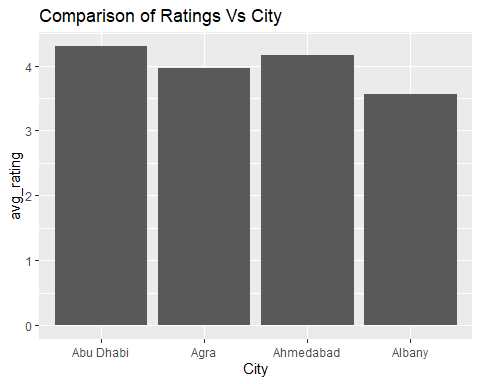 Comparison of Ratings Vs City
avg_rating
4
3
2
1
0
Abu Dhabi
Agra
Ahmedabad
Albany
City